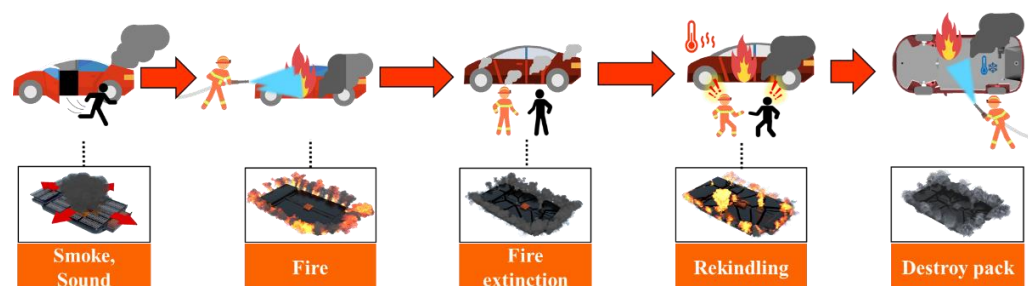 Smoke,
Sound
Fire
Fire
extinction
Rekindling
Destroy pack